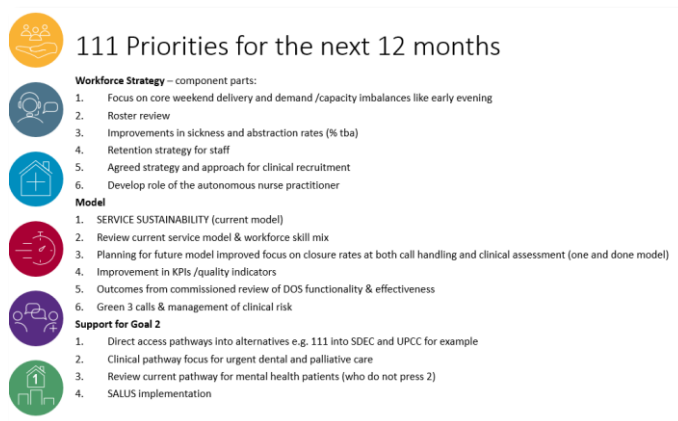 111 Priorities for the next 12 months
Workforce Strategy – component parts:
1. Focus on core weekend delivery and demand /capacity imbalances like early evening
2. Roster review
3. Improvements in sickness and abstraction rates (% tba)
4. Retention strategy for staff
5. Agreed strategy and approach for clinical recruitment
6. Develop role of the autonomous nurse practitioner
Model
1. SERVICE SUSTAINABILITY (current model)
2. Review current service model & workforce skill mix
3. Planning for future model improved focus on closure rates at both call handling and clinical assessment (one and done model)
4. Improvement in KPIs /quality indicators
5. Outcomes from commissioned review of DOS functionality & effectiveness
6. Green 3 calls & management of clinical risk
Support for Goal 2
1. Direct access pathways into alternatives e.g. 111 into SDEC and UPCC for example
2. Clinical pathway focus for urgent dental and palliative care
3. Review current pathway for mental health patients (who do not press 2)
4. SALUS implementation
1